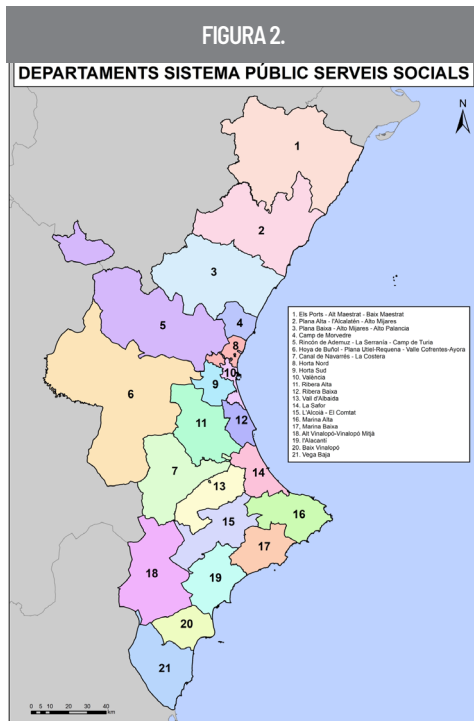 FIGURA 2.
DEPARTAMENTS SISTEMA PÚBLIC SERVEIS SOCIALS
N
1
2
3
4
5
8
10
9
6
11
12
7
14
13
16
15
17
18
19
20
21
1. Els Ports - Alt Maestrat - Baix Maestrat
2. Plana Alta - l'Alcalatén - Alto Mijares
3. Plana Baixa - Alto Mijares - Alto Palancia
4. Camp de Morvedre
5. Rincón de Ademuz - La Serranía - Camp de Turia
6. Hoya de Buñol - Plana Utiel-Requena - Valle Cofrentes-Ayora
7. Canal de Navarrés - La Costera
8. Horta Nord
9. Horta Sud
10. València
11. Ribera Alta
12. Ribera Baixa
13. Vall d'Albaida
14. La Safor
15. L'Alcoià - El Comtat
16. Marina Alta
17. Marina Baixa
18. Alt Vinalopó-Vinalopó Mitjà
19. l'Alacantí
20. Baix Vinalopó
21. Vega Baja
0 5 10 20 30 40
km